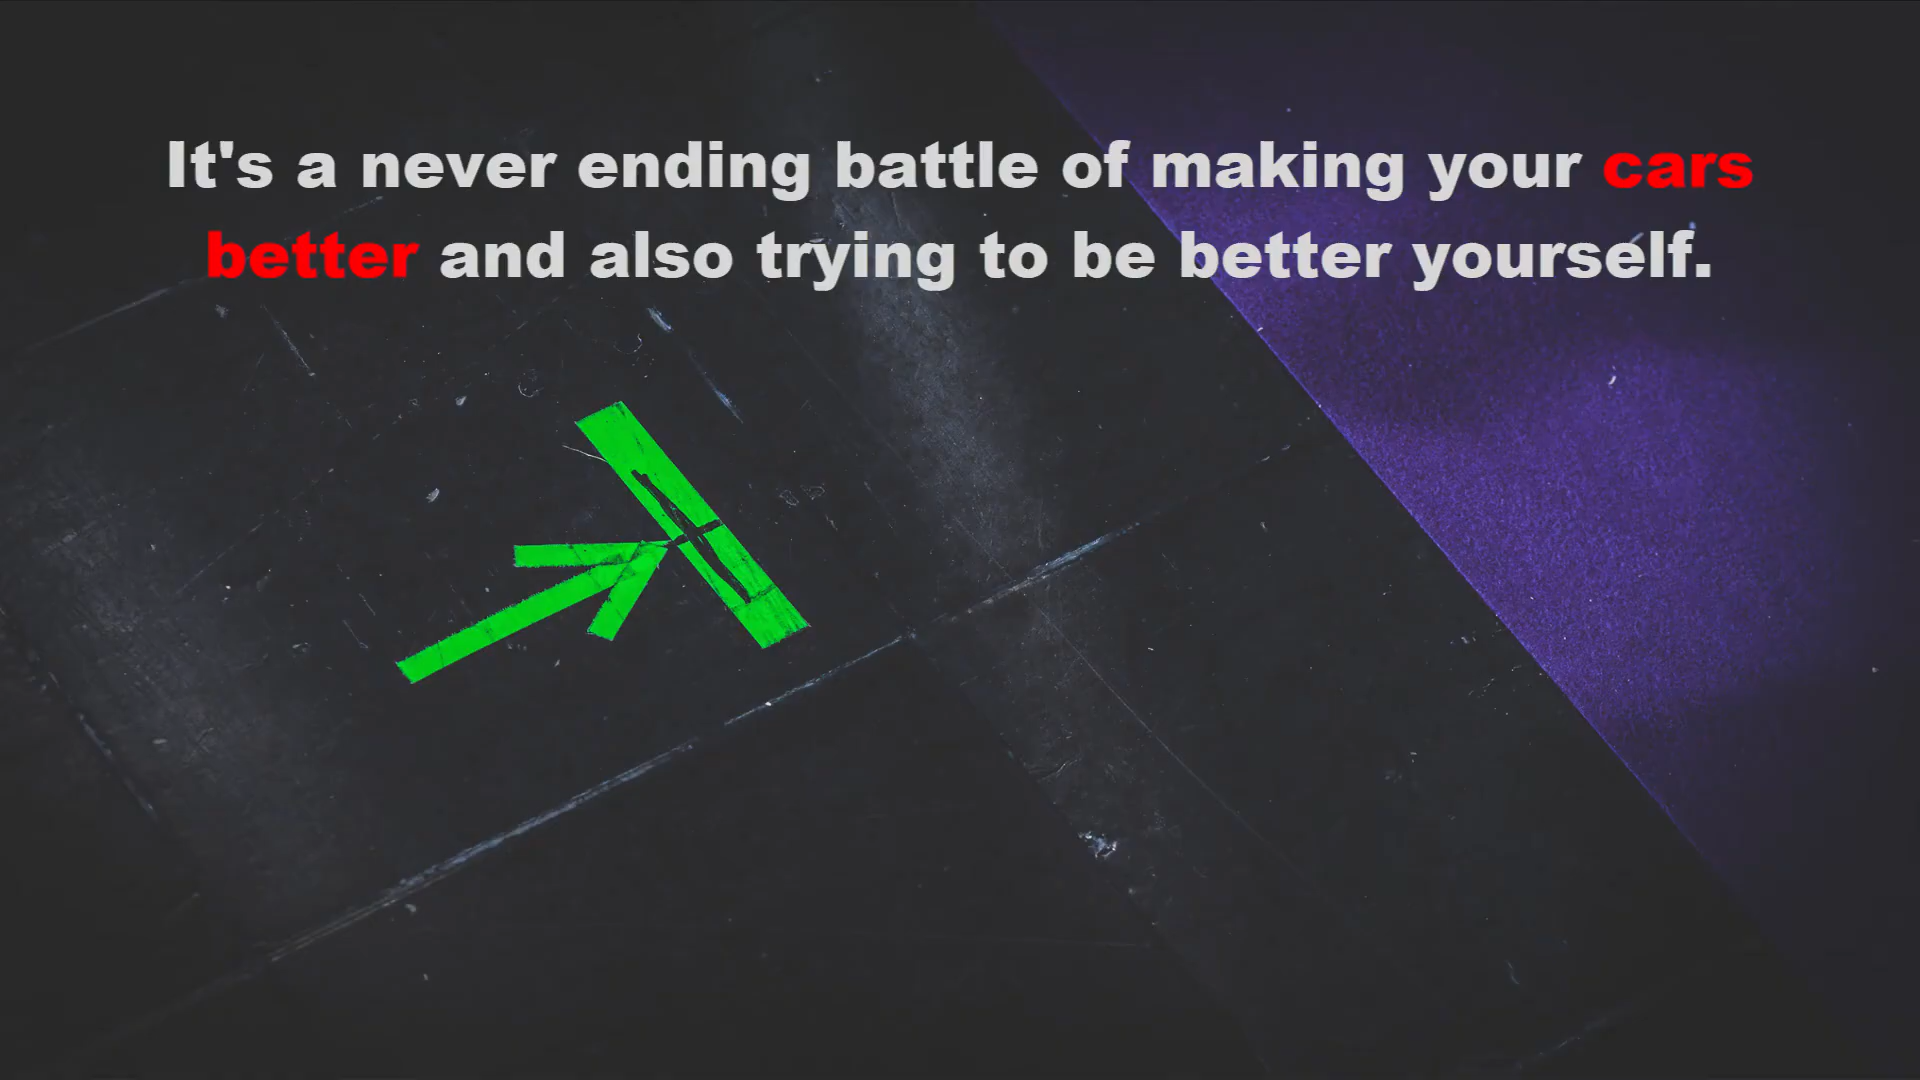 It's a never ending battle of making your cars
better and also trying to be better yourself.